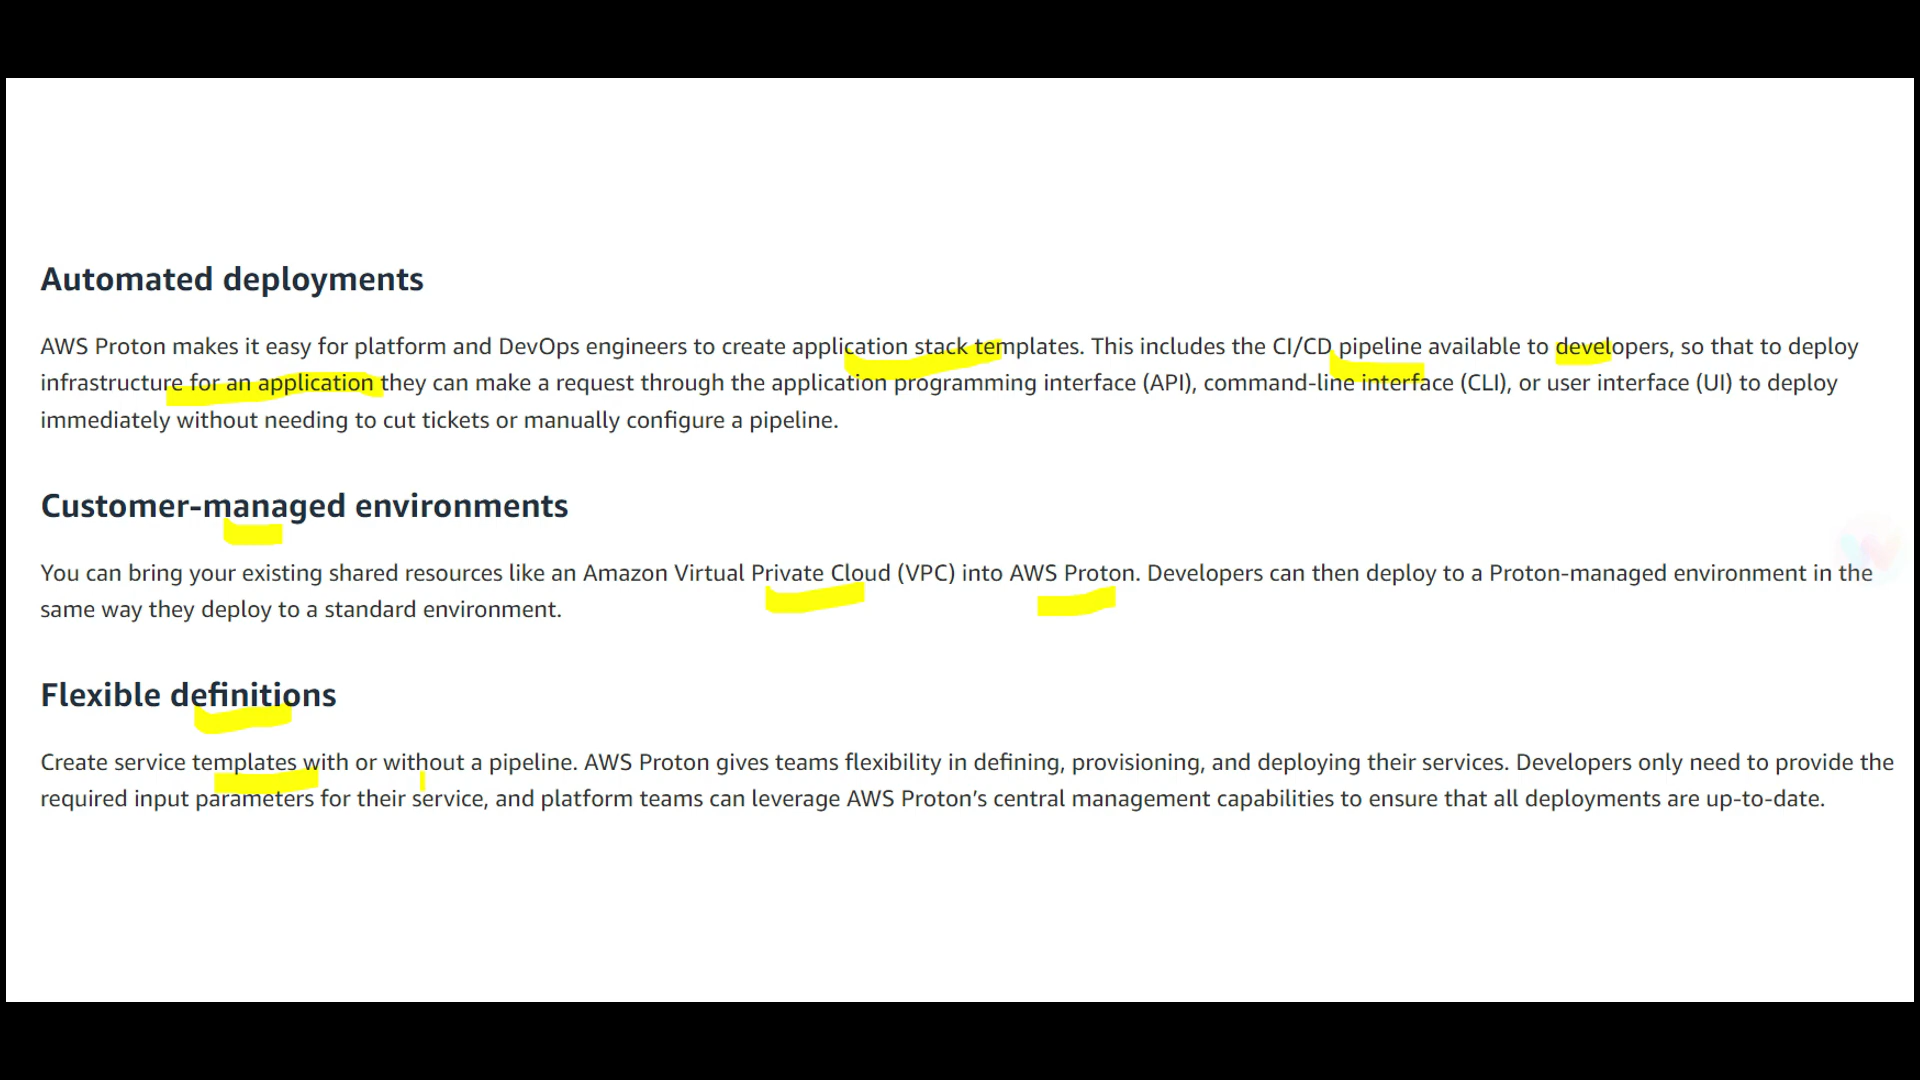 Automated deployments
AWS Proton makes it easy for platform and DevOps engineers to create application stack templates. This includes the CI/CD pipeline available to developers, so that to deploy
infrastructure for an application they can make a request through the application programming interface (API), command-line interface (CLI), or user interface (UI) to deploy
immediately without needing to cut tickets or manually configure a pipeline.
Customer-managed environments
You can bring your existing shared resources like an Amazon Virtual Private Cloud (VPC) into AWS Proton. Developers can then deploy to a Proton-managed environment in the
same way they deploy to a standard environment.
Flexible definitions
Create service templates with or without a pipeline. AWS Proton gives teams flexibility in defining, provisioning, and deploying their services. Developers only need to provide the
required input parameters for their service, and platform teams can leverage AWS Proton’s central management capabilities to ensure that all deployments are up-to-date.